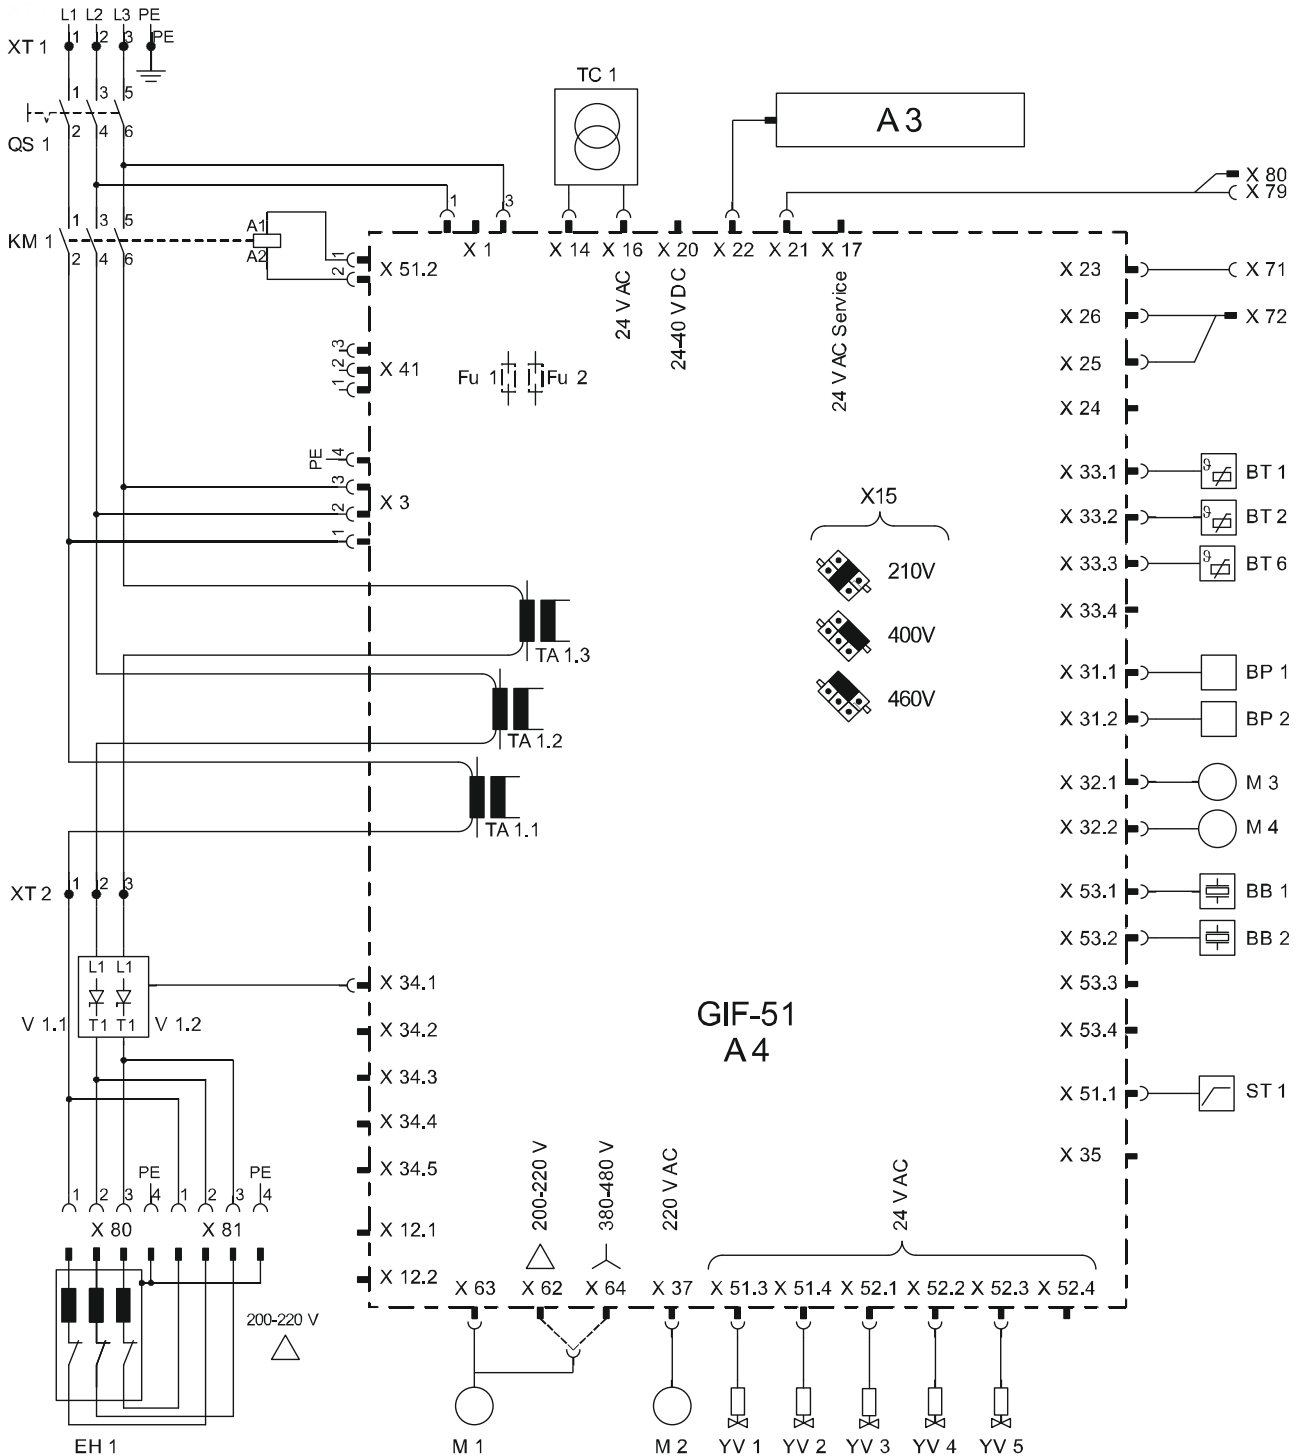 L1 L2 L3 PE
XT 1
1 2 3 PE
1 3 5
QS 1
2 4 6
TC 1
A 3
X 80
X 79
1 3
KM 1
1 3 5
2 4 6
A1
A2
1
2
X 51.2
X 1
X 14
X 16
X 20
X 22
X 21
X 17
24 V AC
24-40 V DC
24 V AC Service
X 23
X 71
X 26
X 72
X 25
X 24
3
2
1
X 41
Fu 1
Fu 2
PE
4
3
2
1
X 3
X 33.1
BT 1
X 33.2
BT 2
X 33.3
BT 6
X 33.4
ϑ
ϑ
ϑ
X15
210V
400V
460V
TA 1.3
TA 1.2
TA 1.1
X 31.1
BP 1
X 31.2
BP 2
X 32.1
M 3
X 32.2
M 4
XT 2
1 2 3
X 53.1
BB 1
X 53.2
BB 2
X 53.3
X 53.4
L1 L1
T1 T1
V 1.1
V 1.2
X 34.1
X 34.2
X 34.3
X 34.4
X 34.5
GIF-51
A 4
X 51.1
ST 1
X 35
PE
PE
1 2 3 4 1 2 3 4
X 80
X 81
X 12.1
X 12.2
200-220 V
380-480 V
220 V AC
24 V AC
X 63
X 62
X 64
X 37
X 51.3
X 51.4
X 52.1
X 52.2
X 52.3
X 52.4
200-220 V
EH 1
M 1
M 2
YV 1
YV 2
YV 3
YV 4
YV 5